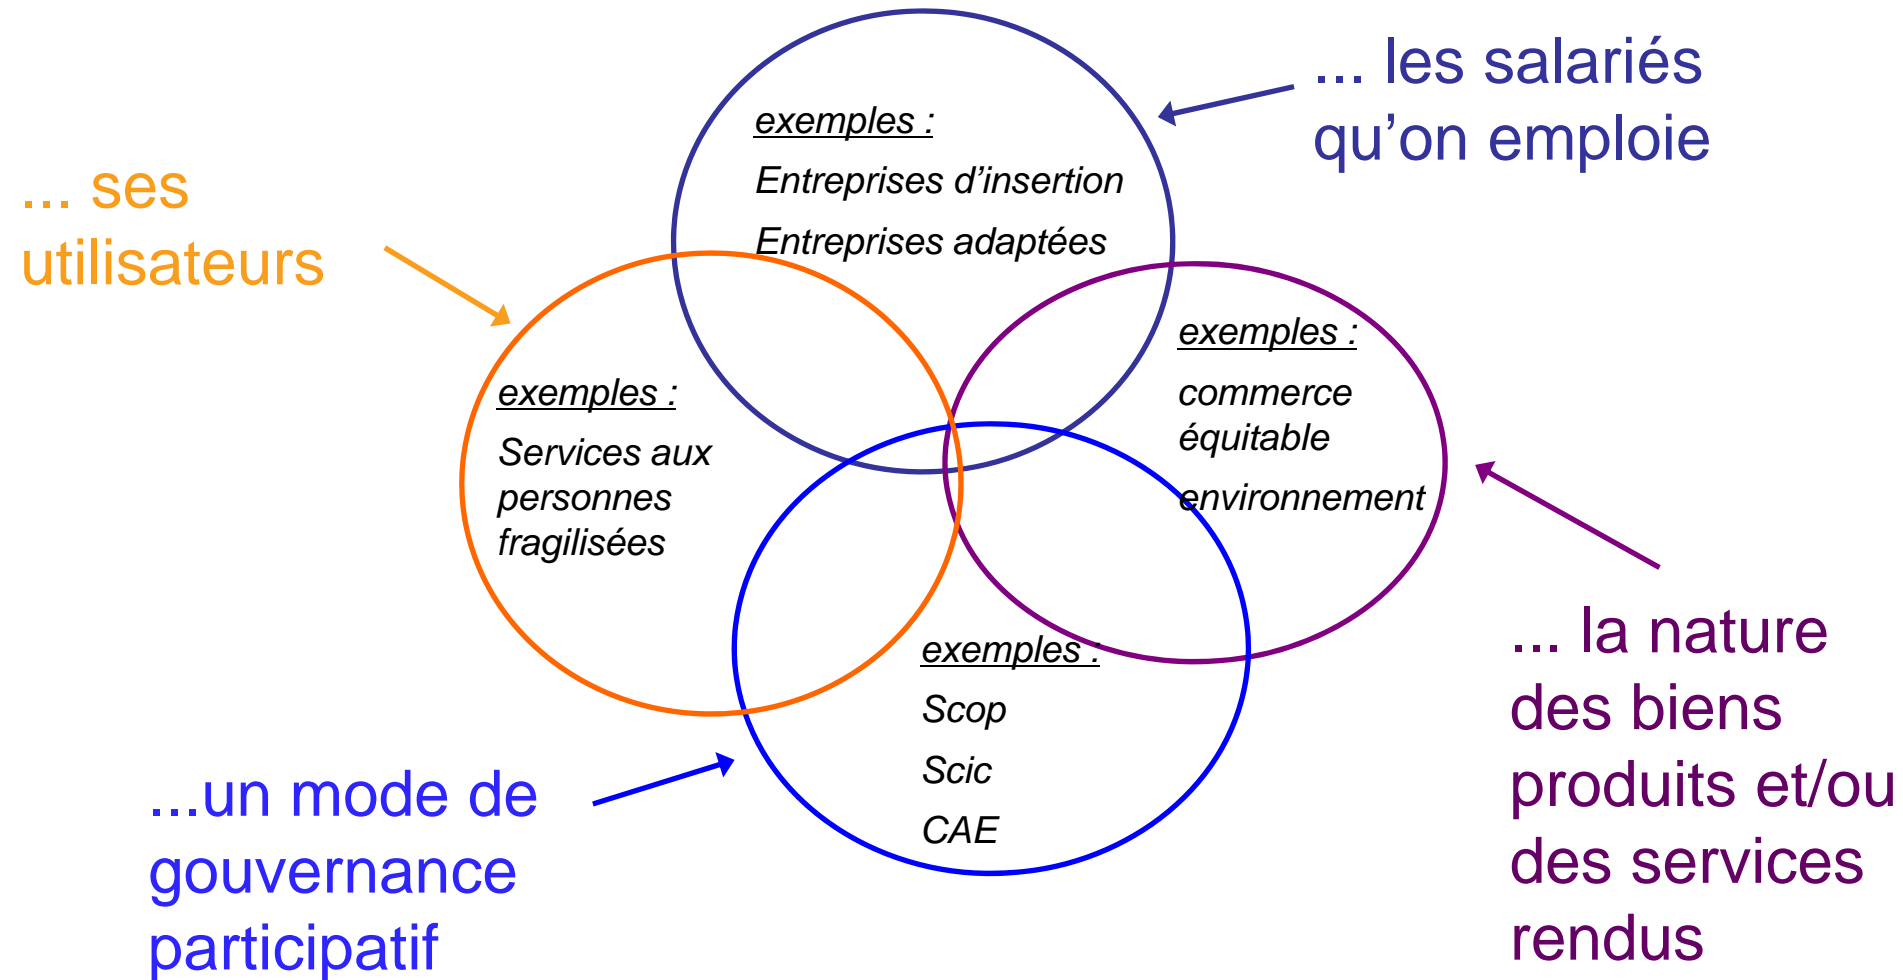 ... les salariés
qu’on emploie
exemples :
Entreprises d’insertion
Entreprises adaptées
... ses
utilisateurs
exemples :
Services aux
personnes
fragilisées
exemples :
commerce
équitable
environnement
exemples :
Scop
Scic
CAE
...un mode de
gouvernance
participatif
... la nature
des biens
produits et/ou
des services
rendus